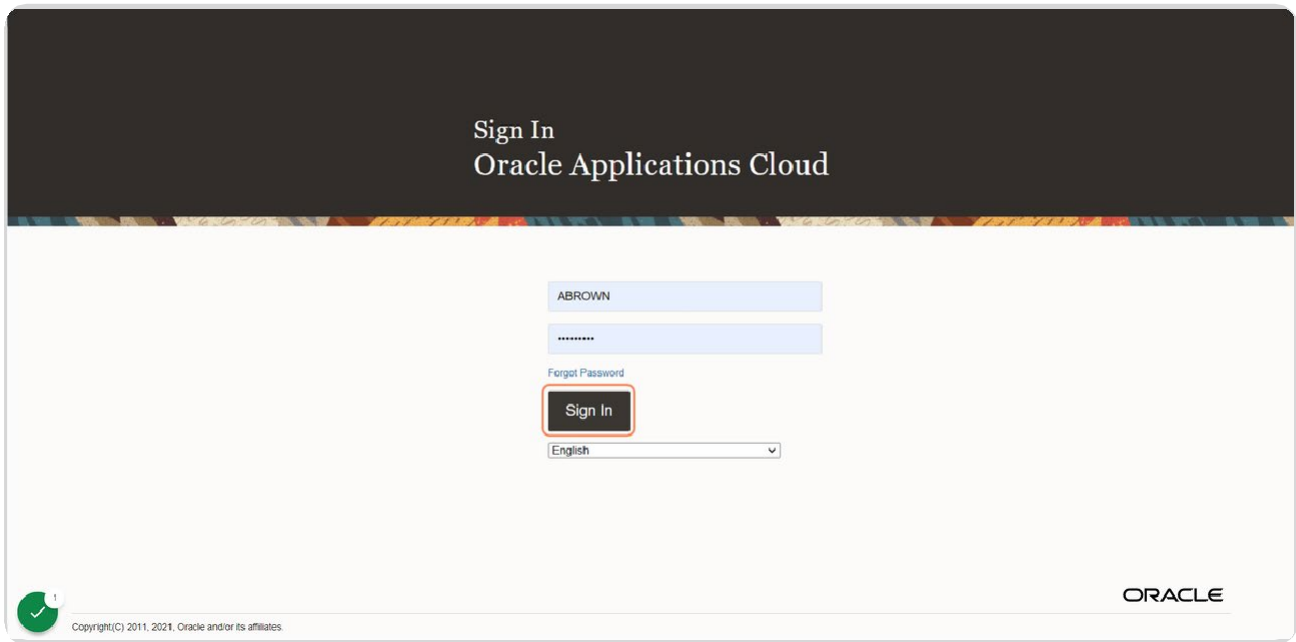 Sign In
Oracle Applications Cloud
ABROWN
•••••••••
Forgot Password
Sign In
English
ORACLE
1
Copyright(C) 2011, 2021, Oracle and/or its affiliates.